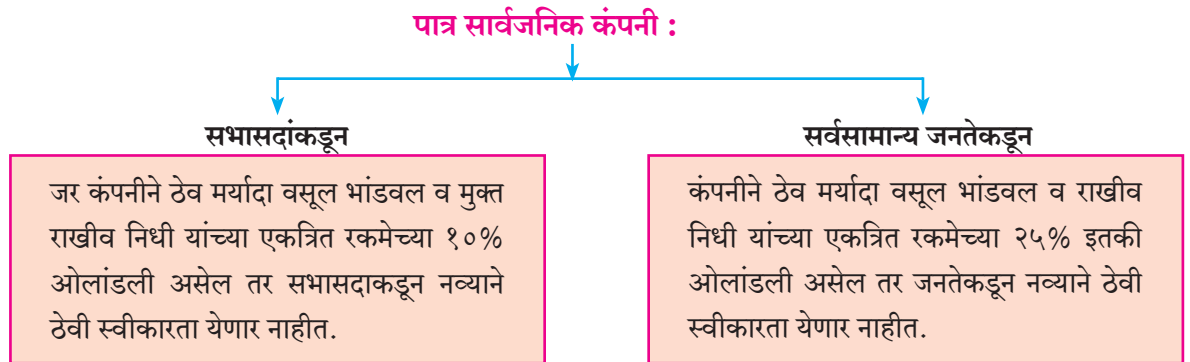 पात्र सार्वजनिक कंपनी :
सभासदांकडून
जर कंपनीने ठेव मर्यादा वसूल भांडवल व मुक्त
राखीव निधी यांच्या एकत्रित रकमेच्या १०%
ओलांडली असेल तर सभासदाकडून नव्याने
ठेवी स्वीकारता येणार नाहीत.
सर्वसामान्य जनतेकडून
कंपनीने ठेव मर्यादा वसूल भांडवल व राखीव
निधी यांच्या एकत्रित रकमेच्या २५% इतकी
ओलांडली असेल तर जनतेकडून नव्याने ठेवी
स्वीकारता येणार नाहीत.